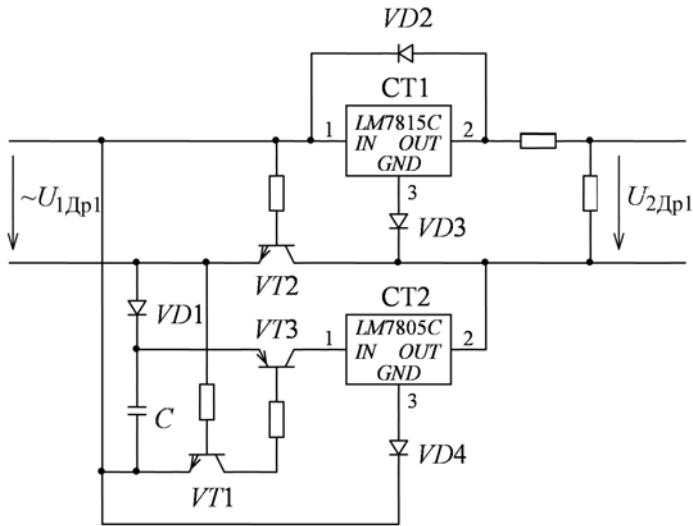 VD2
CT1
1
LM7815C
IN OUT
GND
2
3
~U1Др1
U2Др1
VD3
VT2
CT2
VD1
VT3
1
LM7805C
IN OUT
GND
2
3
C
VD4
VT1